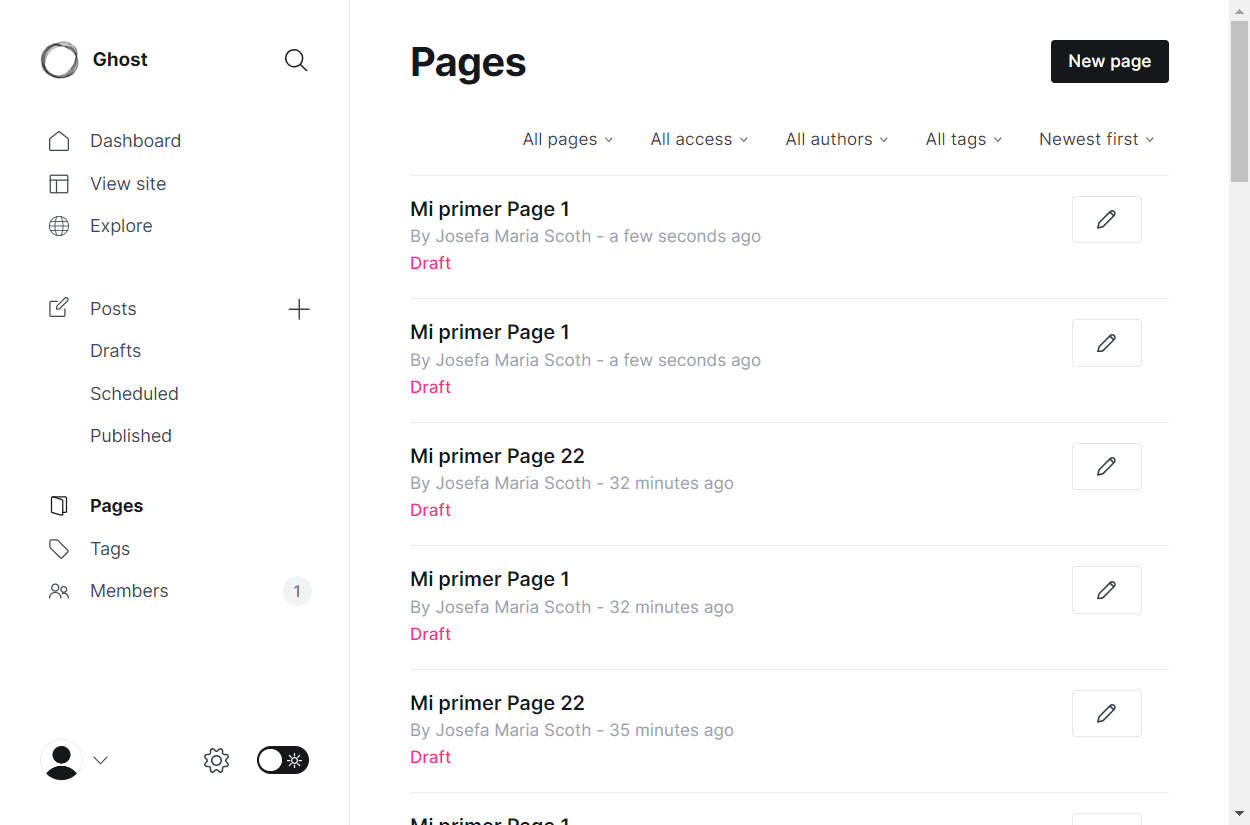 Ghost
Dashboard
View site
Explore
Posts
Drafts
Scheduled
Published
Pages
Tags
Members 1
Pages
New page
All pages All access All authors All tags Newest first
Mi primer Page 1
By Josefa Maria Scoth - a few seconds ago
Draft
Mi primer Page 1
By Josefa Maria Scoth - a few seconds ago
Draft
Mi primer Page 22
By Josefa Maria Scoth - 32 minutes ago
Draft
Mi primer Page 1
By Josefa Maria Scoth - 32 minutes ago
Draft
Mi primer Page 22
By Josefa Maria Scoth - 35 minutes ago
Draft
Mi primer Page 1